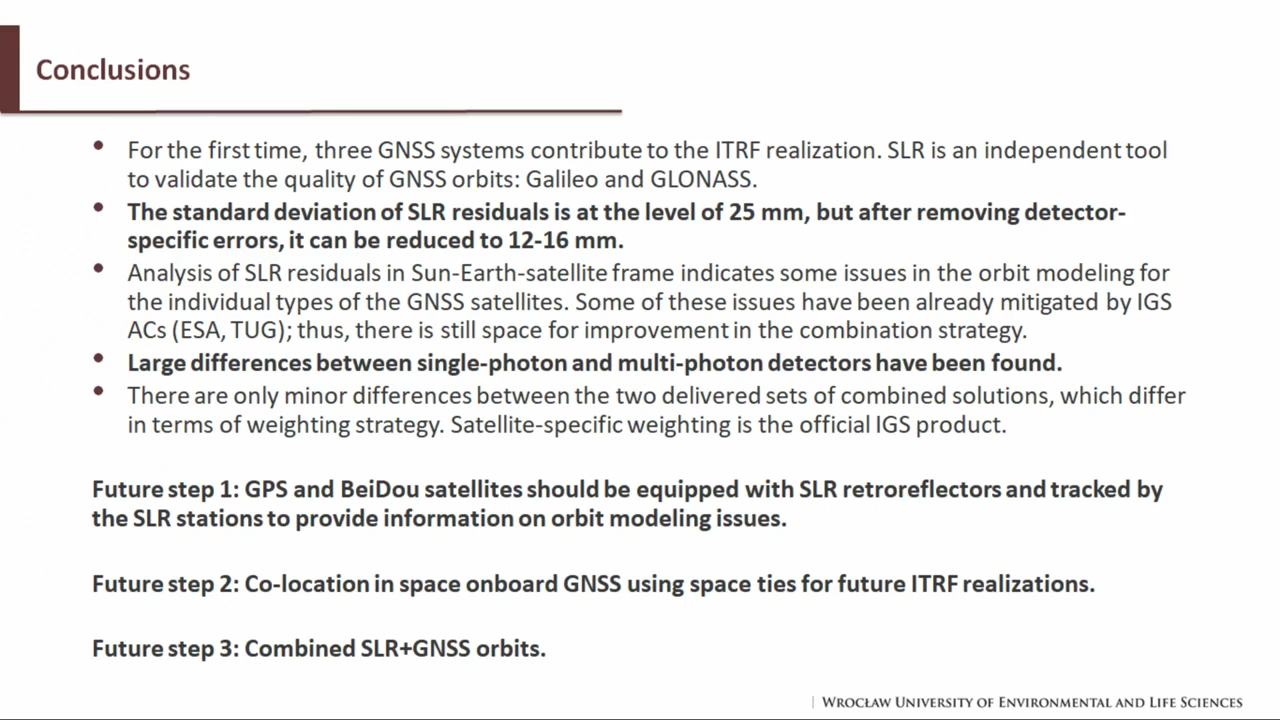 Conclusions
• For the first time, three GNSS systems contribute to the ITRF realization. SLR is an independent tool
to validate the quality of GNSS orbits: Galileo and GLONASS.
• The standard deviation of SLR residuals is at the level of 25 mm, but after removing detector-
specific errors, it can be reduced to 12-16 mm.
• Analysis of SLR residuals in Sun-Earth-satellite frame indicates some issues in the orbit modeling for
the individual types of the GNSS satellites. Some of these issues have been already mitigated by IGS
ACs (ESA, TUG); thus, there is still space for improvement in the combination strategy.
• Large differences between single-photon and multi-photon detectors have been found.
• There are only minor differences between the two delivered sets of combined solutions, which differ
in terms of weighting strategy. Satellite-specific weighting is the official IGS product.
Future step 1: GPS and BeiDou satellites should be equipped with SLR retroreflectors and tracked by
the SLR stations to provide information on orbit modeling issues.
Future step 2: Co-location in space onboard GNSS using space ties for future ITRF realizations.
Future step 3: Combined SLR+GNSS orbits.
| WROCŁAW UNIVERSITY OF ENVIRONMENTAL AND LIFE SCIENCES